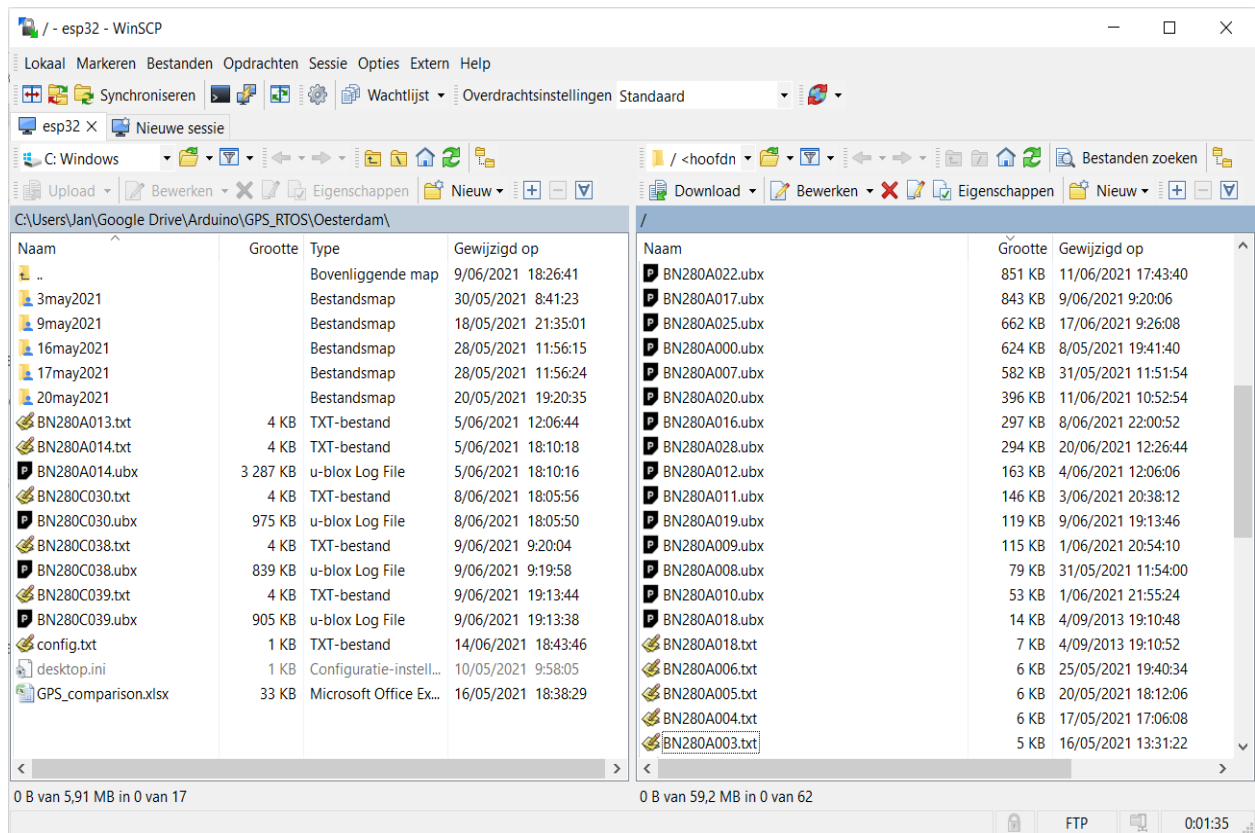 / - esp32 - WinSCP
Lokaal Markeren Bestanden Opdrachten Sessie Opties Extern Help
Synchroniseren Wachtlijst Overdrachtsinstellingen Standaard
esp32 Nieuwe sessie
C: Windows
Upload Bewerken Eigenschappen Nieuw
C:\Users\Jan\Google Drive\Arduino\GPS_RTOS\Oesterdam\
Naam Grootte Type Gewijzigd op
.. Bovenliggende map 9/06/2021 18:26:41
3may2021 Bestandsmap 30/05/2021 8:41:23
9may2021 Bestandsmap 18/05/2021 21:35:01
16may2021 Bestandsmap 28/05/2021 11:56:15
17may2021 Bestandsmap 28/05/2021 11:56:24
20may2021 Bestandsmap 20/05/2021 19:20:35
BN280A013.txt 4 KB TXT-bestand 5/06/2021 12:06:44
BN280A014.txt 4 KB TXT-bestand 5/06/2021 18:10:18
BN280A014.ubx 3 287 KB u-blox Log File 5/06/2021 18:10:16
BN280C030.txt 4 KB TXT-bestand 8/06/2021 18:05:56
BN280C030.ubx 975 KB u-blox Log File 8/06/2021 18:05:50
BN280C038.txt 4 KB TXT-bestand 9/06/2021 9:20:04
BN280C038.ubx 839 KB u-blox Log File 9/06/2021 9:19:58
BN280C039.txt 4 KB TXT-bestand 9/06/2021 19:13:44
BN280C039.ubx 905 KB u-blox Log File 9/06/2021 19:13:38
config.txt 1 KB TXT-bestand 14/06/2021 18:43:46
desktop.ini 1 KB Configuratie-instell... 10/05/2021 9:58:05
GPS_comparison.xlsx 33 KB Microsoft Office Ex... 16/05/2021 18:38:29
0 B van 5,91 MB in 0 van 17
/ <hoofdn Bestanden zoeken
Download Bewerken Eigenschappen Nieuw
/
Naam Grootte Gewijzigd op
BN280A022.ubx 851 KB 11/06/2021 17:43:40
BN280A017.ubx 843 KB 9/06/2021 9:20:06
BN280A025.ubx 662 KB 17/06/2021 9:26:08
BN280A000.ubx 624 KB 8/05/2021 19:41:40
BN280A007.ubx 582 KB 31/05/2021 11:51:54
BN280A020.ubx 396 KB 11/06/2021 10:52:54
BN280A016.ubx 297 KB 8/06/2021 22:00:52
BN280A028.ubx 294 KB 20/06/2021 12:26:44
BN280A012.ubx 163 KB 4/06/2021 12:06:06
BN280A011.ubx 146 KB 3/06/2021 20:38:12
BN280A019.ubx 119 KB 9/06/2021 19:13:46
BN280A009.ubx 115 KB 1/06/2021 20:54:10
BN280A008.ubx 79 KB 31/05/2021 11:54:00
BN280A010.ubx 53 KB 1/06/2021 21:55:24
BN280A018.ubx 14 KB 4/09/2013 19:10:48
BN280A018.txt 7 KB 4/09/2013 19:10:52
BN280A006.txt 6 KB 25/05/2021 19:40:34
BN280A005.txt 6 KB 20/05/2021 18:12:06
BN280A004.txt 6 KB 17/05/2021 17:06:08
BN280A003.txt 5 KB 16/05/2021 13:31:22
0 B van 59,2 MB in 0 van 62
FTP 0:01:35